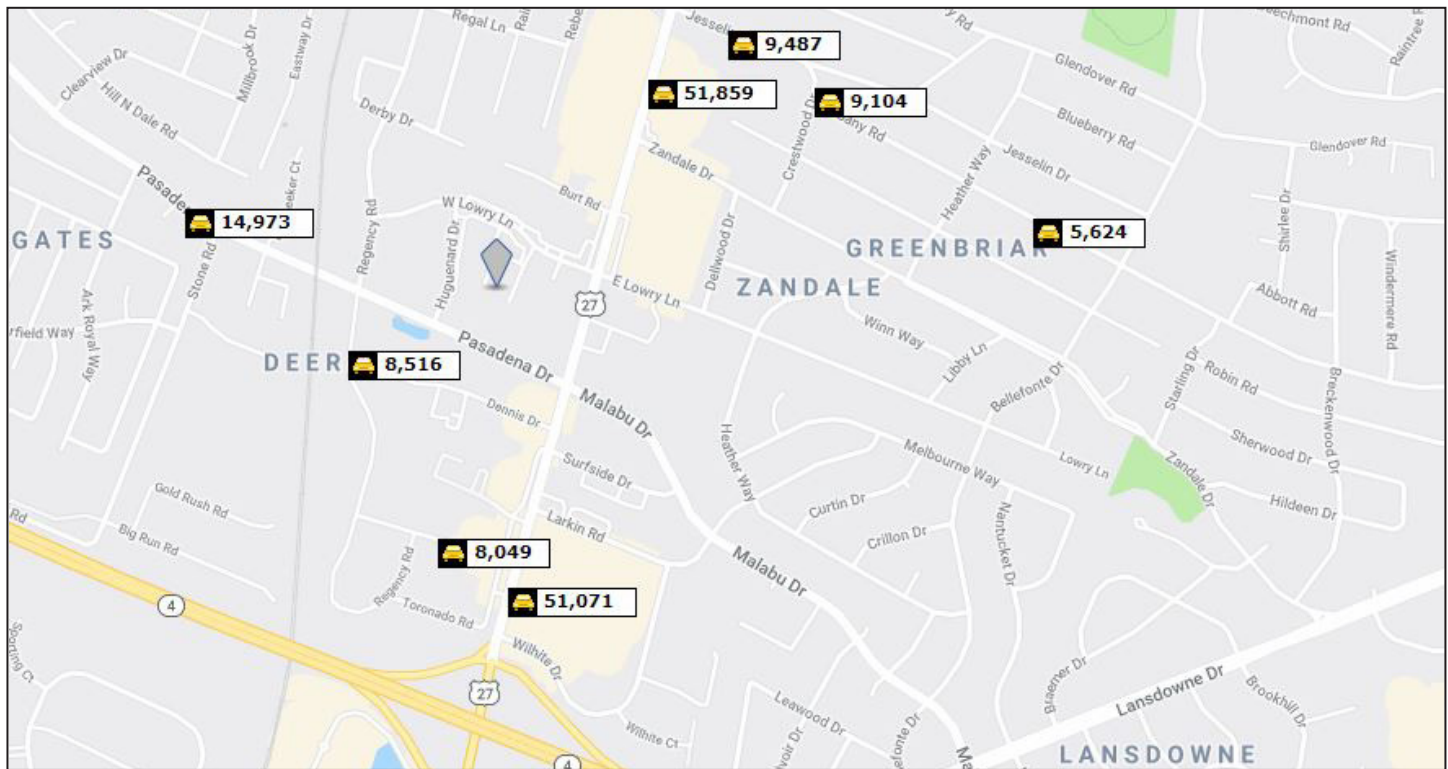 Regal Ln
Jesselin
9,487
Beechmont Rd
Clearview Dr
Millbrook Dr
Eastway Dr
51,859
9,104
Glendover Rd
Hill N Dale Rd
Derby Dr
Crestwood Dr
Blueberry Rd
Jesselin Dr
Glendover Rd
Zandale Dr
Heather Way
Burt Rd
W Lowry Ln
14,973
Regency Rd
Huguenard Dr
Dellwood Dr
5,624
Shirlee Dr
GATES
GREENBRIAR
Stone Rd
E Lowry Ln
ZANDALE
27
Windermere Rd
Abbott Rd
Ark Royal Way
Winn Way
Pasadena Dr
DEER
8,516
Libby Ln
Starling Dr
Robin Rd
Breckenwood Dr
Bellefonte Dr
Malabu Dr
Dennis Dr
Heather Way
Melbourne Way
Lowry Ln
Sherwood Dr
Zandale Dr
Surfside Dr
Gold Rush Rd
Curtin Dr
Hildeen Dr
Rd
Big Run Rd
Larkin Rd
Crillon Dr
Nantucket Dr
8,049
Malabu Dr
Regency Rd
51,071
4
Toronado Rd
Wilhite Dr
Sporting Ct
27
Braemer Dr
Brookhill Dr
Lansdowne Dr
Leawood Dr
Wilhite Ct
LANSDOWNE
4